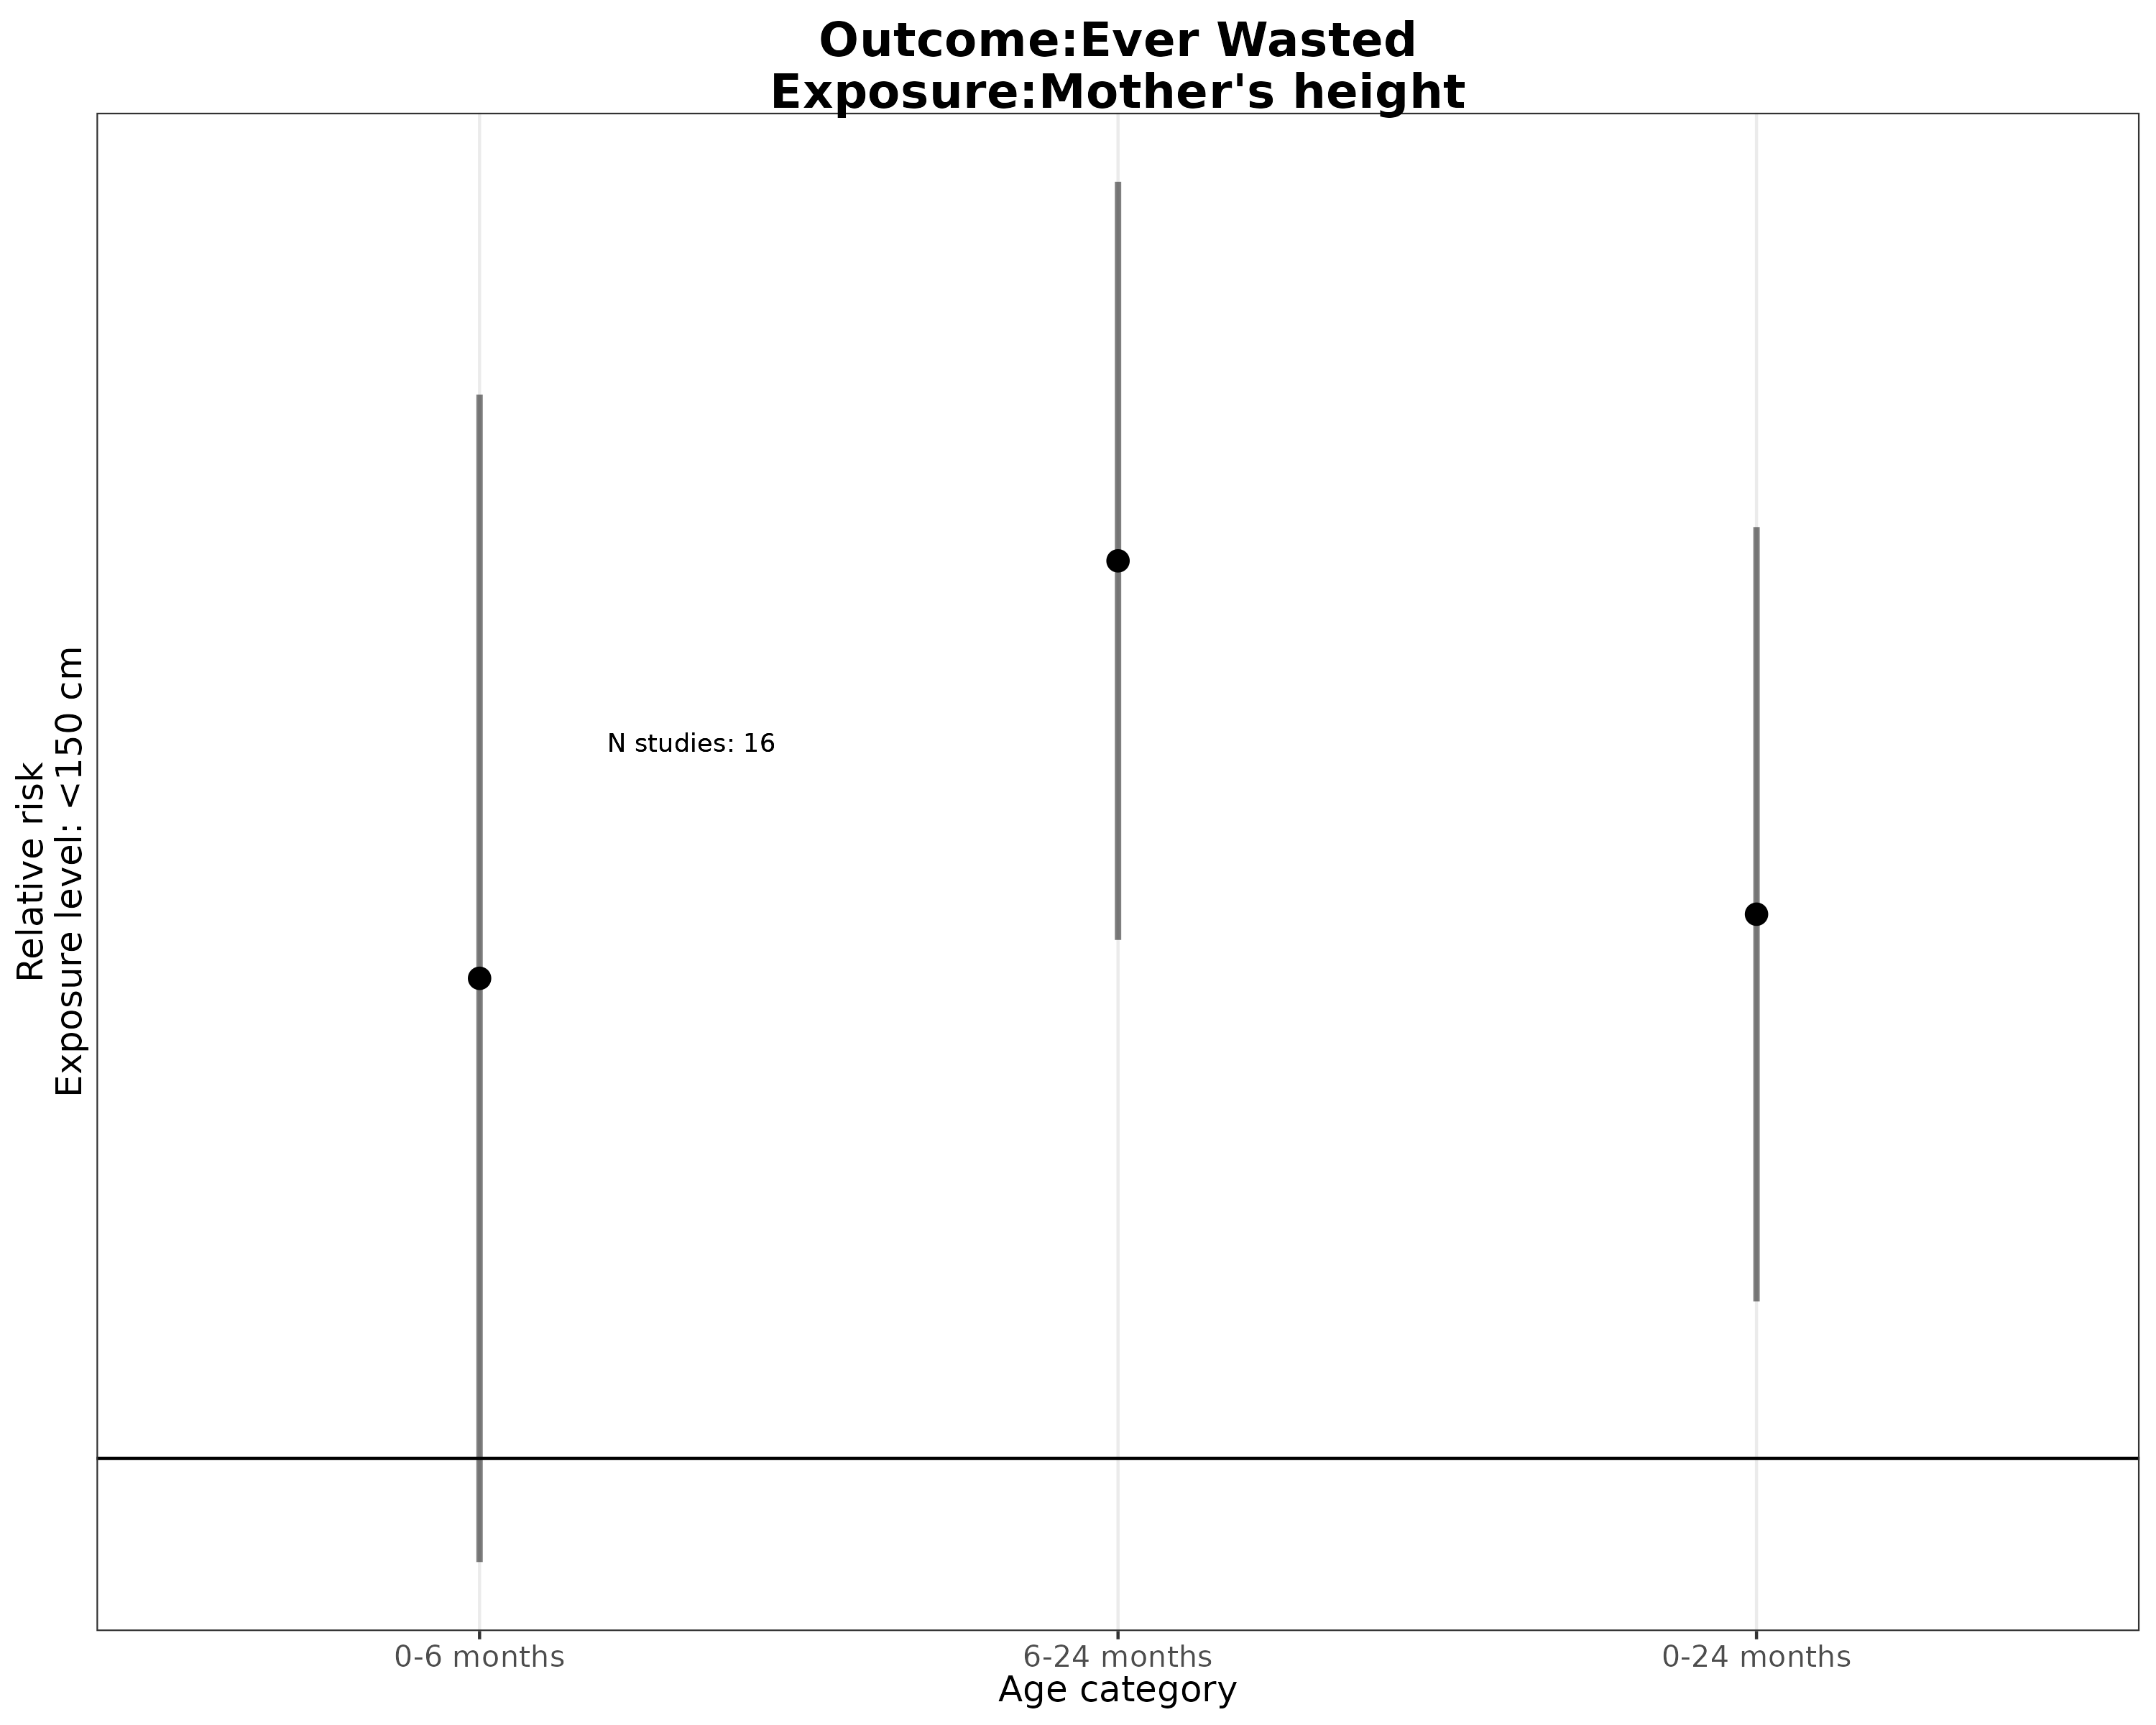 Outcome:Ever Wasted
Exposure:Mother's height
Relative risk
Exposure level: <150 cm
N studies: 16
0-6 months
6-24 months
0-24 months
Age category